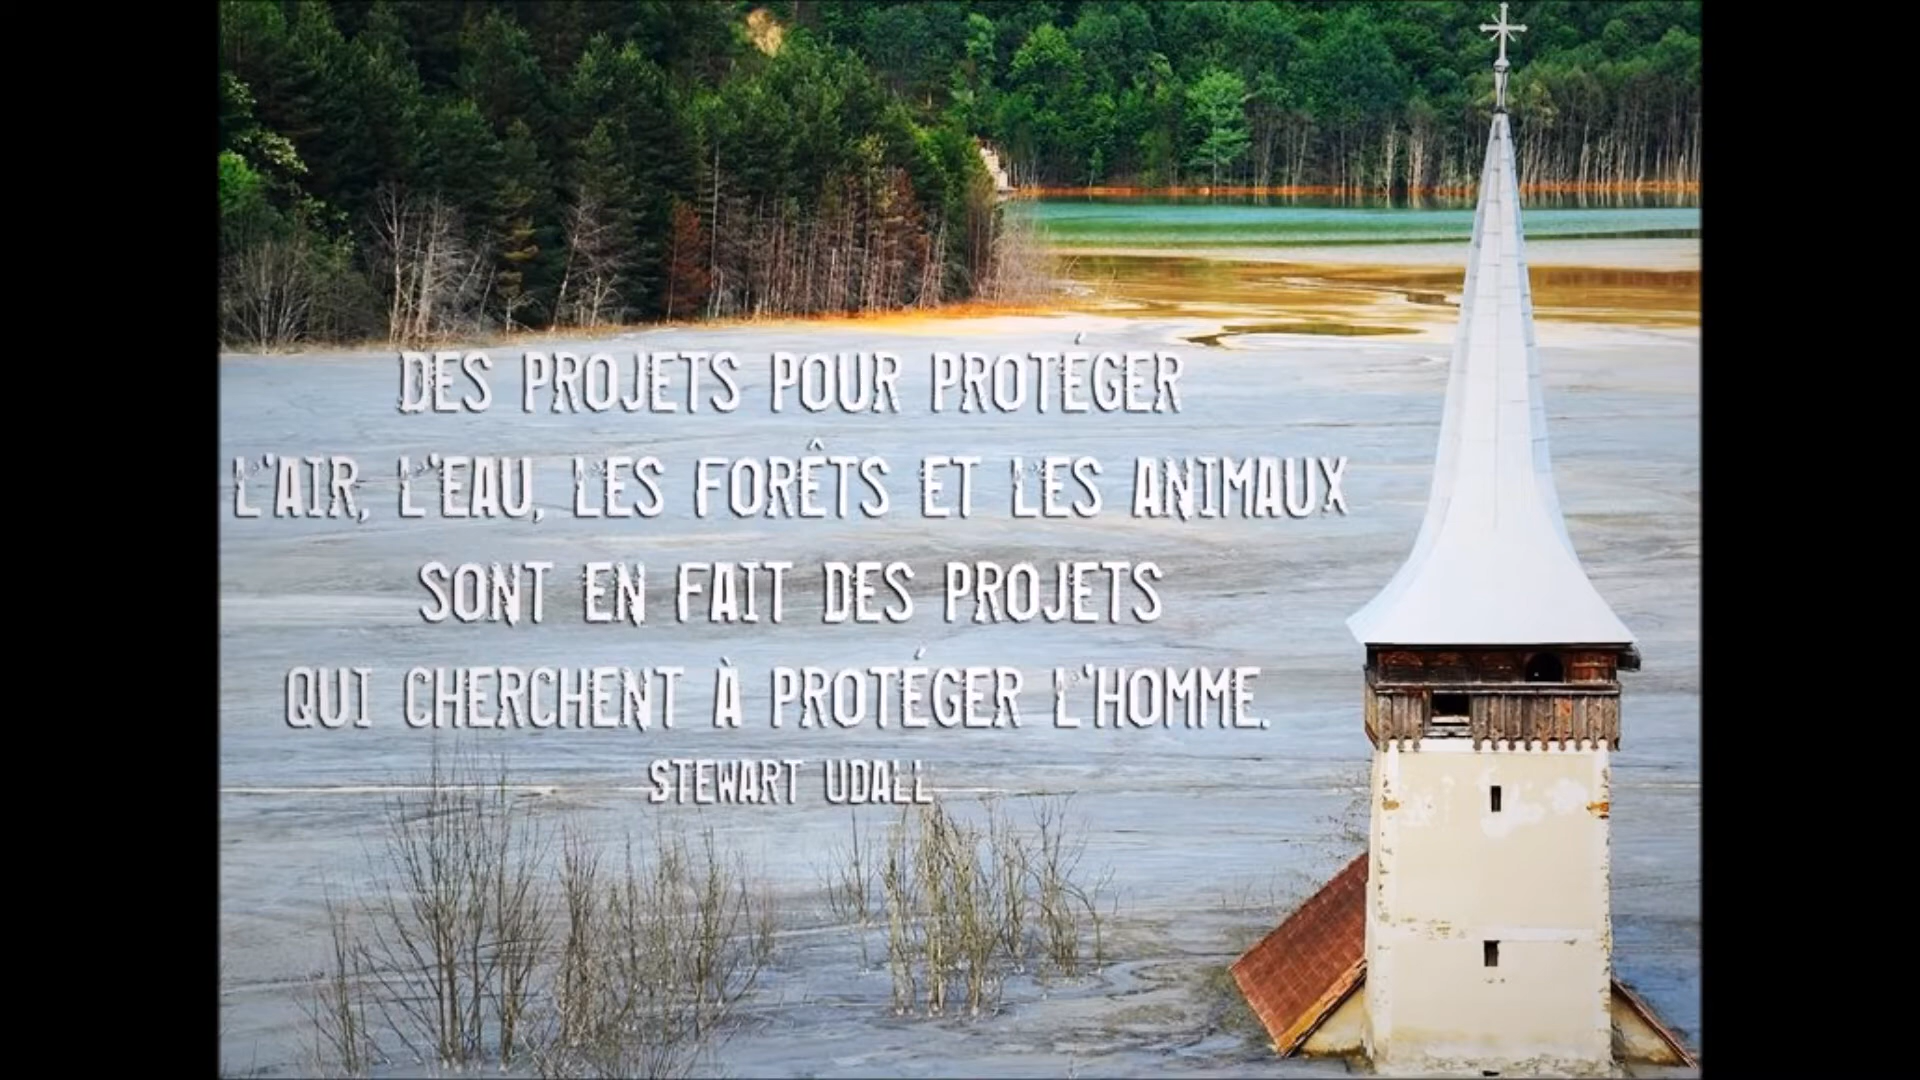 DES PROJETS POUR PROTÉGER
L'AIR, L'EAU, LES FORÊTS ET LES ANIMAUX
SONT EN FAIT DES PROJETS
QUI CHERCHENT À PROTÉGER L'HOMME.
STEWART UDALL